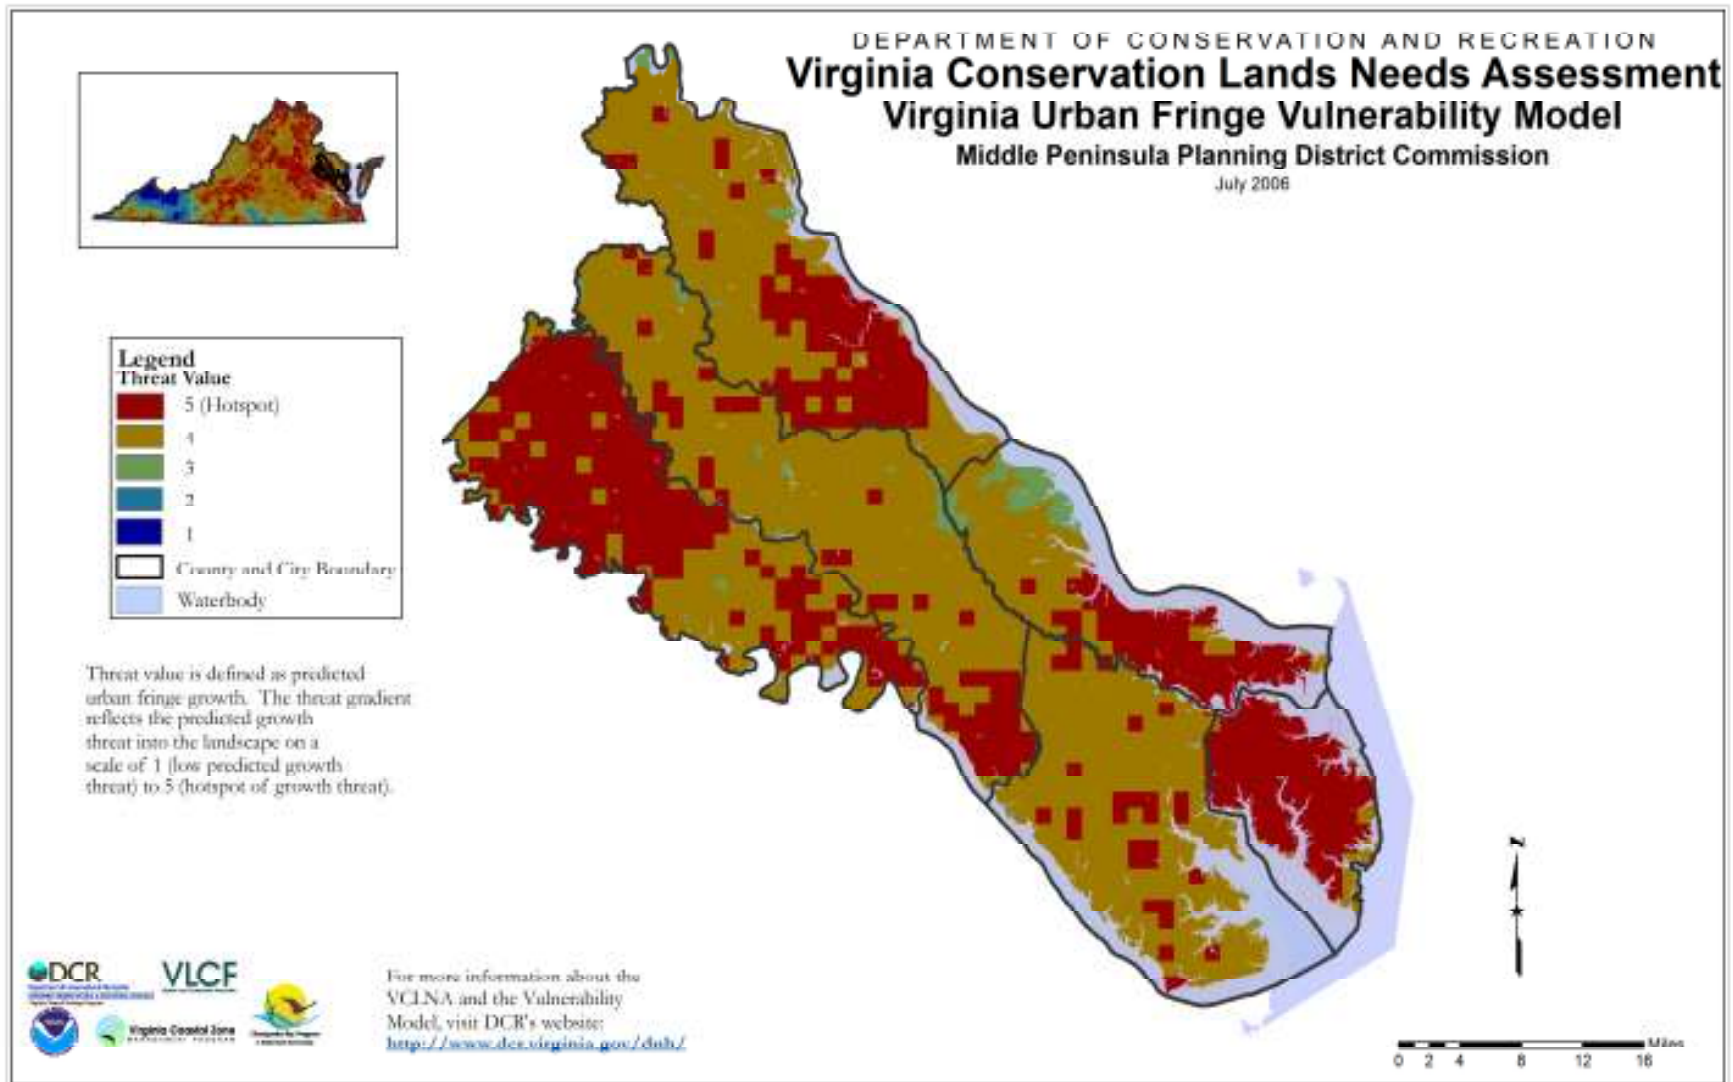 DEPARTMENT OF CONSERVATION AND RECREATION
Virginia Conservation Lands Needs Assessment
Virginia Urban Fringe Vulnerability Model
Middle Peninsula Planning District Commission
July 2006
Legend
Threat Value
5 (Hotspot)
4
3
2
1
County and City Boundary
Waterbody
Threat value is defined as predicted
urban fringe growth. The threat gradient
reflects the predicted growth
threat into the landscape on a
scale of 1 (low predicted growth
threat) to 5 (hotspot of growth threat).
DCR
VLCF
Virginia Coastal Zone
MANAGEMENT PROGRAM
For more information about the
VCLNA and the Vulnerability
Model, visit DCR's website:
http://www.dcr.virginia.gov/dnh/
Z
Miles
0 2 4 8 12 16